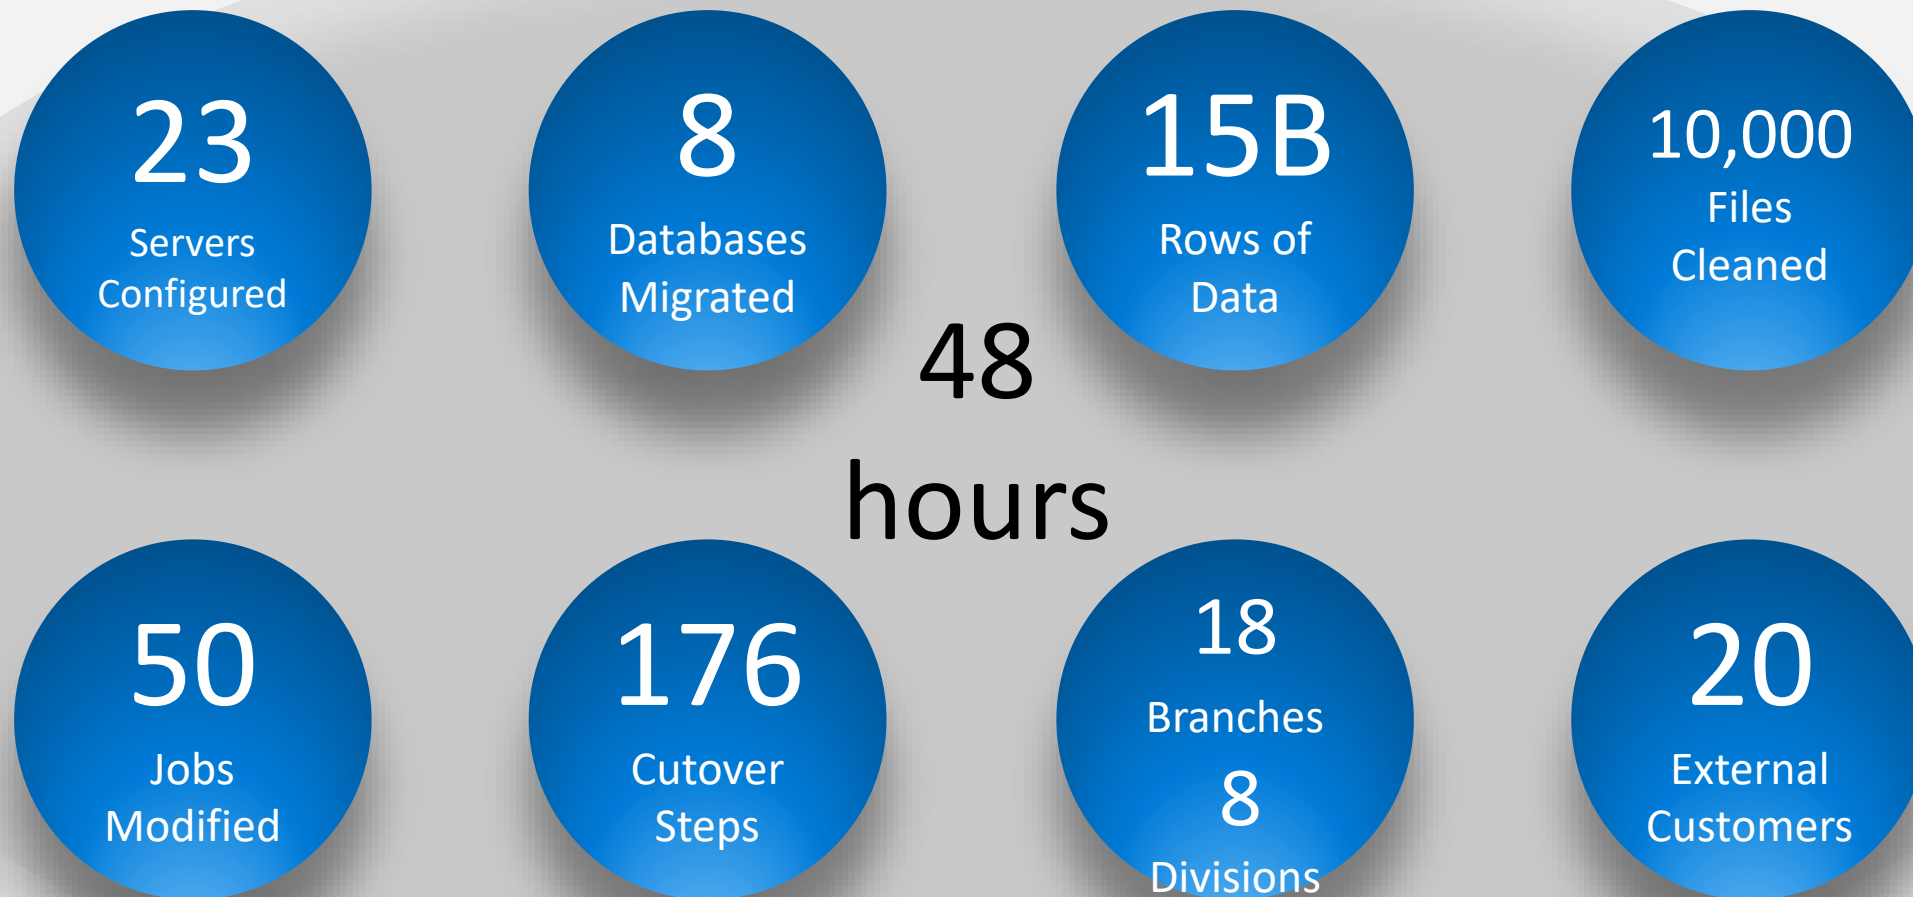 23
Servers
Configured
8
Databases
Migrated
15B
Rows of
Data
10,000
Files
Cleaned
48
hours
50
Jobs
Modified
176
Cutover
Steps
18
Branches
8
Divisions
20
External
Customers